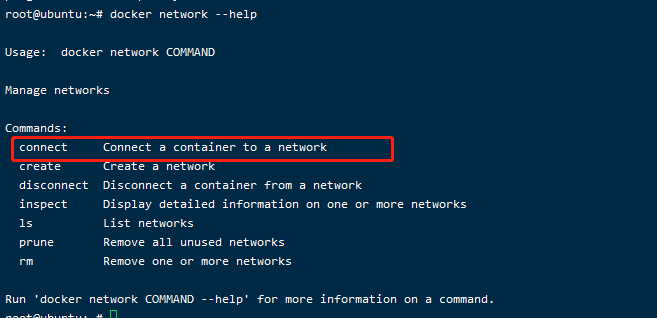 root@ubuntu:~# docker network --help
Usage:  docker network COMMAND
Manage networks
Commands:
  connect     Connect a container to a network
  create      Create a network
  disconnect  Disconnect a container from a network
  inspect     Display detailed information on one or more networks
  ls          List networks
  prune       Remove all unused networks
  rm          Remove one or more networks
Run 'docker network COMMAND --help' for more information on a command.
root@ubuntu:~#